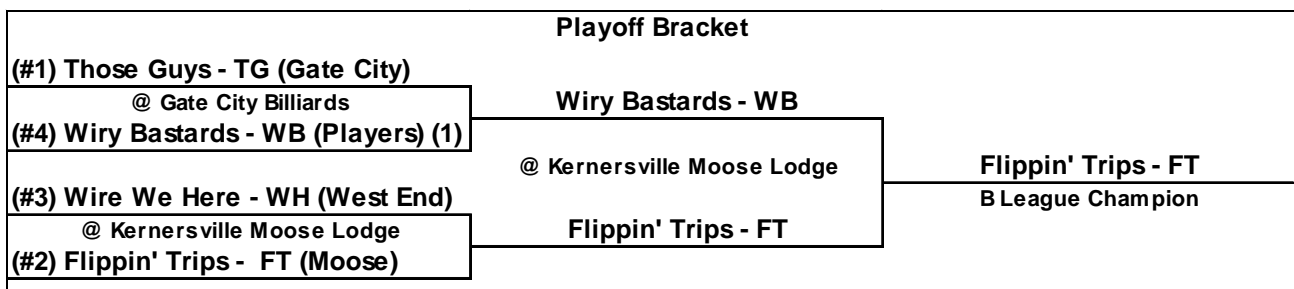 Playoff Bracket
(#1) Those Guys - TG (Gate City)
@ Gate City Billiards
(#4) Wiry Bastards - WB (Players) (1)
Wiry Bastards - WB
@ Kernersville Moose Lodge
(#3) Wire We Here - WH (West End)
@ Kernersville Moose Lodge
(#2) Flippin' Trips - FT (Moose)
Flippin' Trips - FT
Flippin' Trips - FT
B League Champion